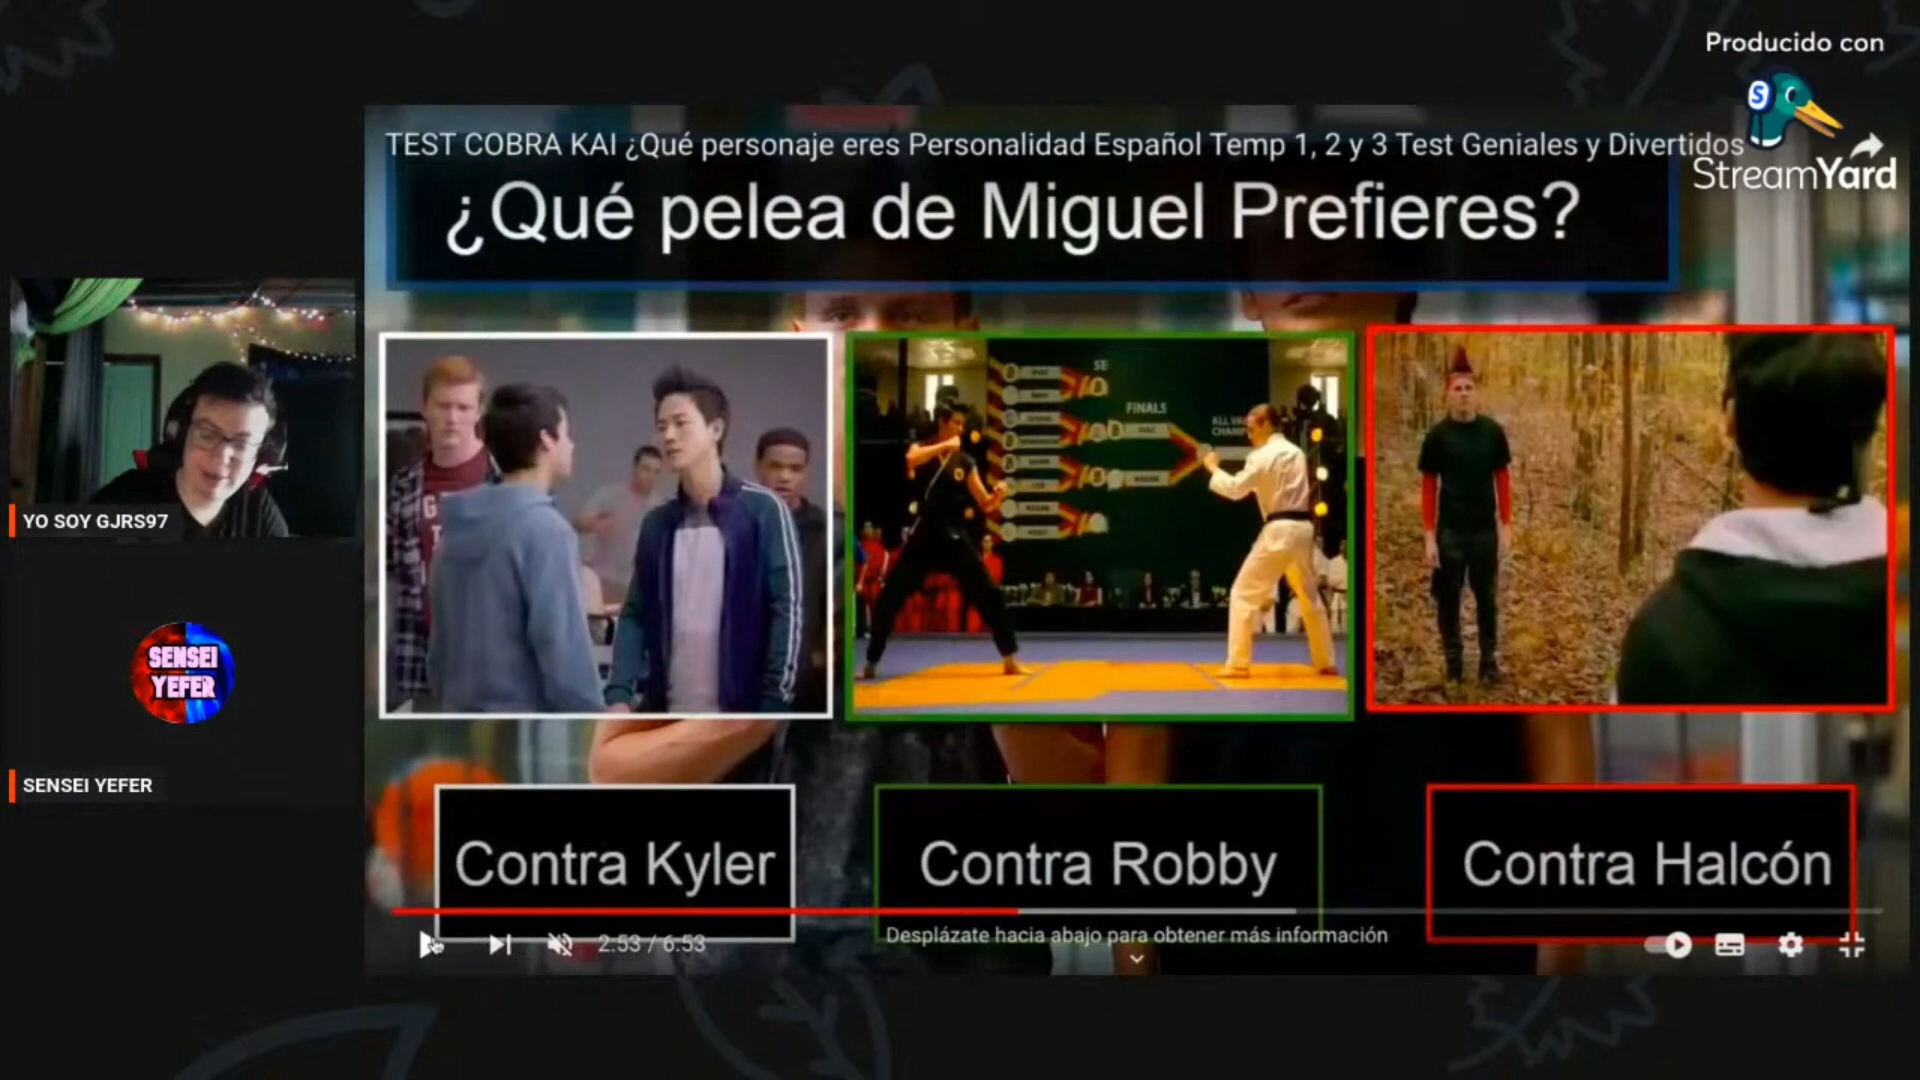 Producido con
StreamYard
TEST COBRA KAI ¿Qué personaje eres Personalidad Español Temp 1, 2 y 3 Test Geniales y Divertidos
¿Qué pelea de Miguel Prefieres?
FINALS
YO SOY GJRS97
SENSEI
YEFER
SENSEI YEFER
Contra Kyler
Contra Robby
Contra Halcón
2:53 / 6:53
Desplázate hacia abajo para obtener más información